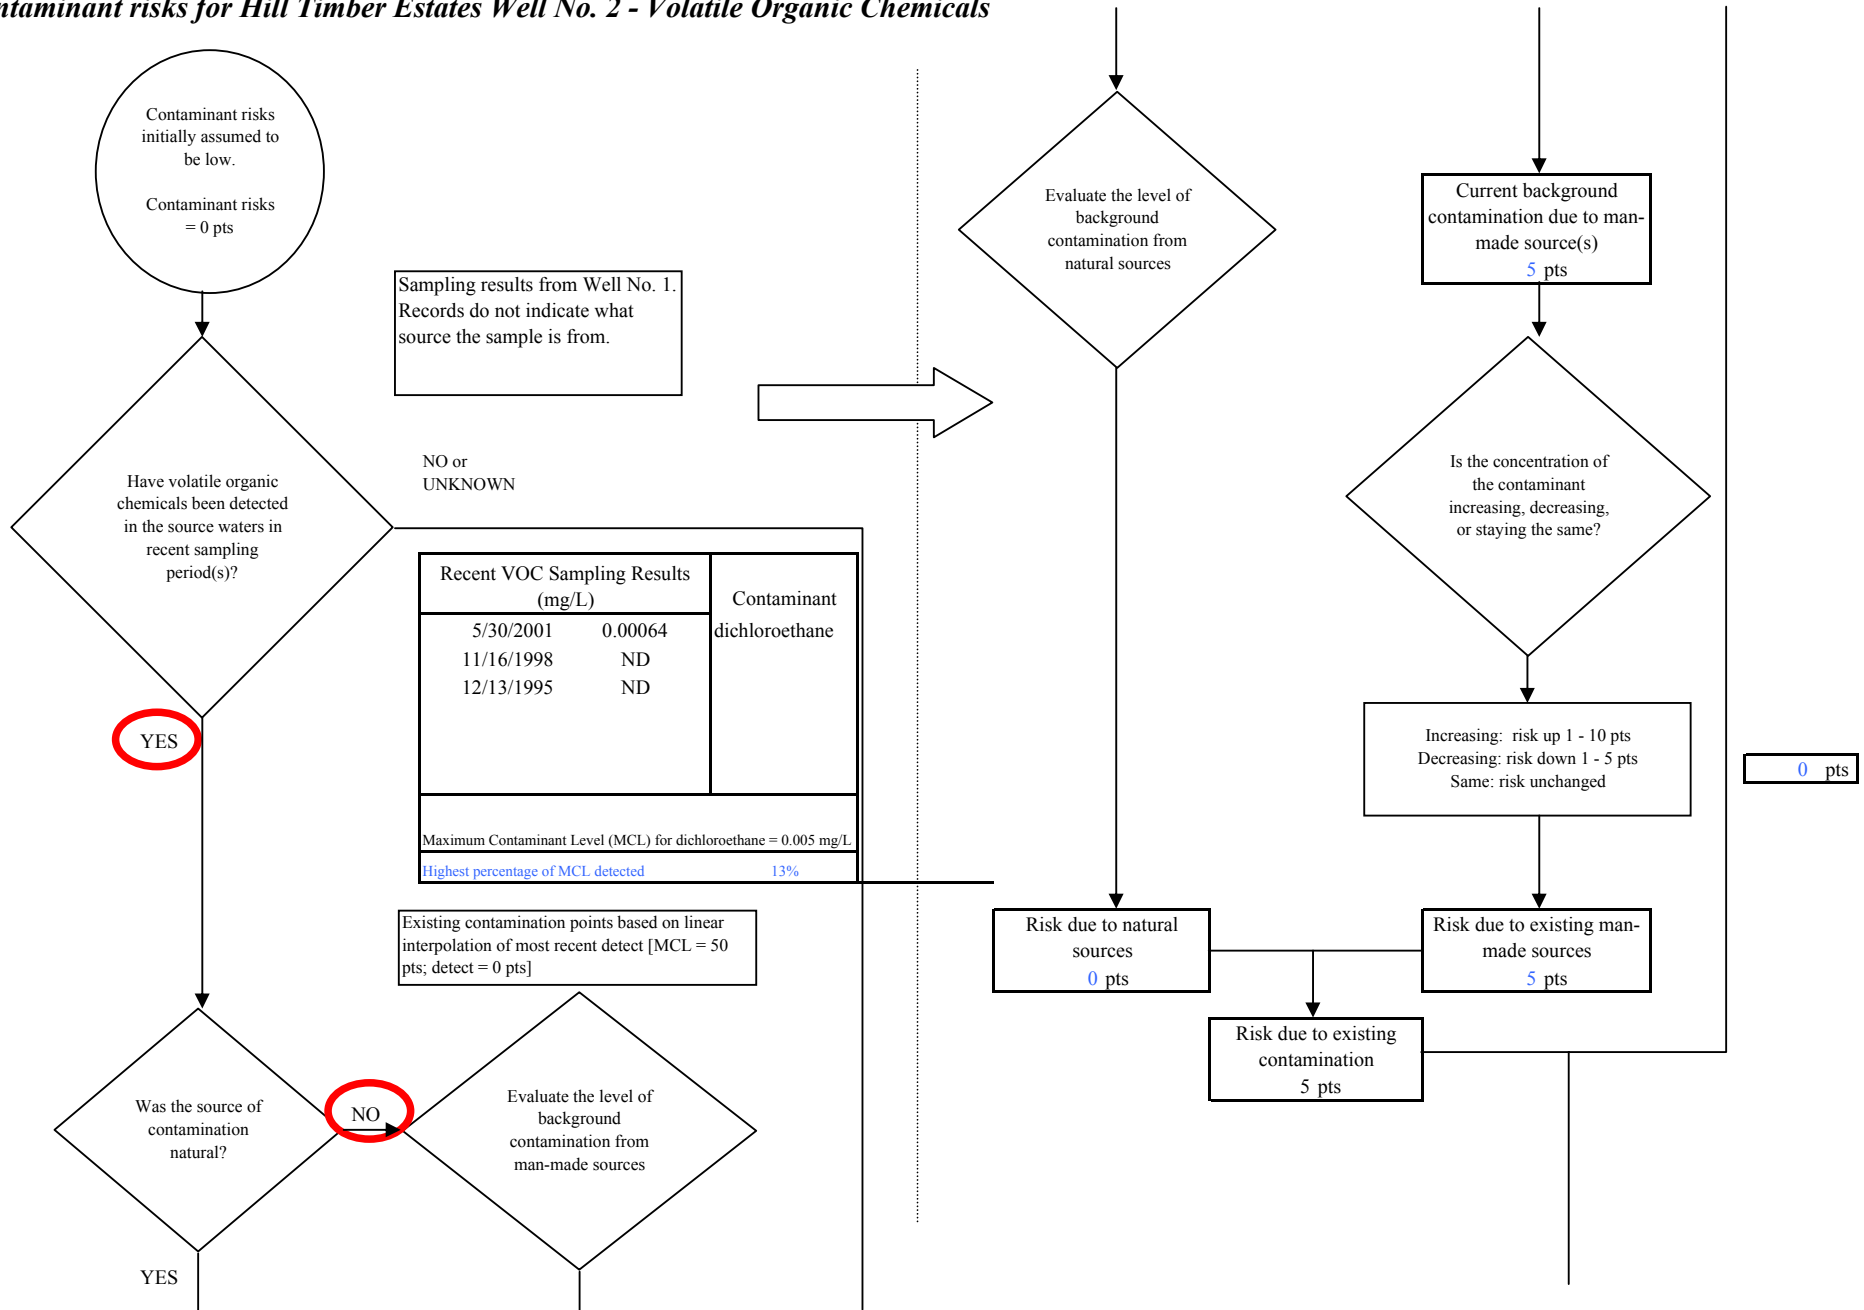 ntaminant risks for Hill Timber Estates Well No. 2 - Volatile Organic Chemicals
Contaminant risks
initially assumed to
be low.
Contaminant risks
= 0 pts
Sampling results from Well No. 1.
Records do not indicate what
source the sample is from.
Have volatile organic
chemicals been detected
in the source waters in
recent sampling
period(s)?
NO or
UNKNOWN
YES
Recent VOC Sampling Results
(mg/L)
Contaminant
5/30/2001 0.00064 dichloroethane
11/16/1998 ND
12/13/1995 ND
Maximum Contaminant Level (MCL) for dichloroethane = 0.005 mg/L
Highest percentage of MCL detected 13%
Existing contamination points based on linear
interpolation of most recent detect [MCL = 50
pts; detect = 0 pts]
Was the source of
contamination
natural?
NO
YES
Evaluate the level of
background
contamination from
man-made sources
Evaluate the level of
background
contamination from
natural sources
Current background
contamination due to man-
made source(s)
5 pts
Is the concentration of
the contaminant
increasing, decreasing,
or staying the same?
Increasing: risk up 1 - 10 pts
Decreasing: risk down 1 - 5 pts
Same: risk unchanged
0 pts
Risk due to natural
sources
0 pts
Risk due to existing man-
made sources
5 pts
Risk due to existing
contamination
5 pts